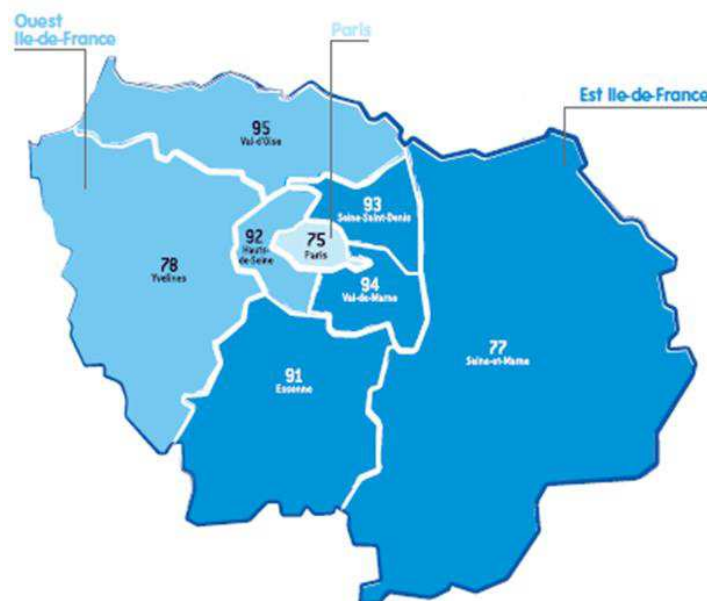 Ouest
Ile-de-France
Paris
Est Ile-de-France
95
Val-d'Oise
93
Seine-Saint-Denis
92
Hauts-
de-Seine
75
Paris
78
Yvelines
94
Val-de-Marne
77
Seine-et-Marne
91
Essonne